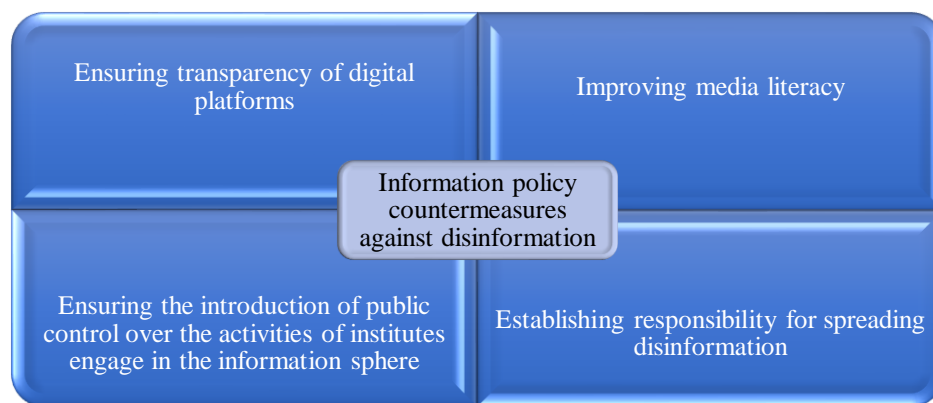 Ensuring transparency of digital
platforms
Improving media literacy
Information policy
countermeasures
against disinformation
Ensuring the introduction of public
control over the activities of institutes
engage in the information sphere
Establishing responsibility for spreading
disinformation